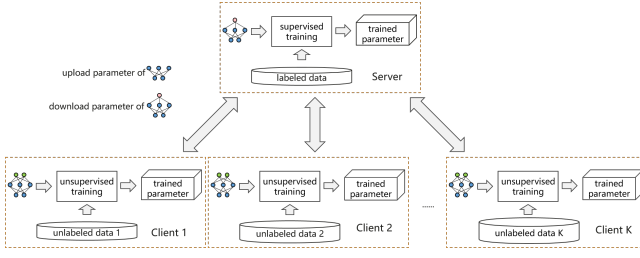 supervised
training
trained
parameter
labeled data
Server
upload parameter of
download parameter of
unsupervised
training
trained
parameter
unlabeled data 1
Client 1
unsupervised
training
trained
parameter
unlabeled data 2
Client 2
......
unsupervised
training
trained
parameter
unlabeled data K
Client K